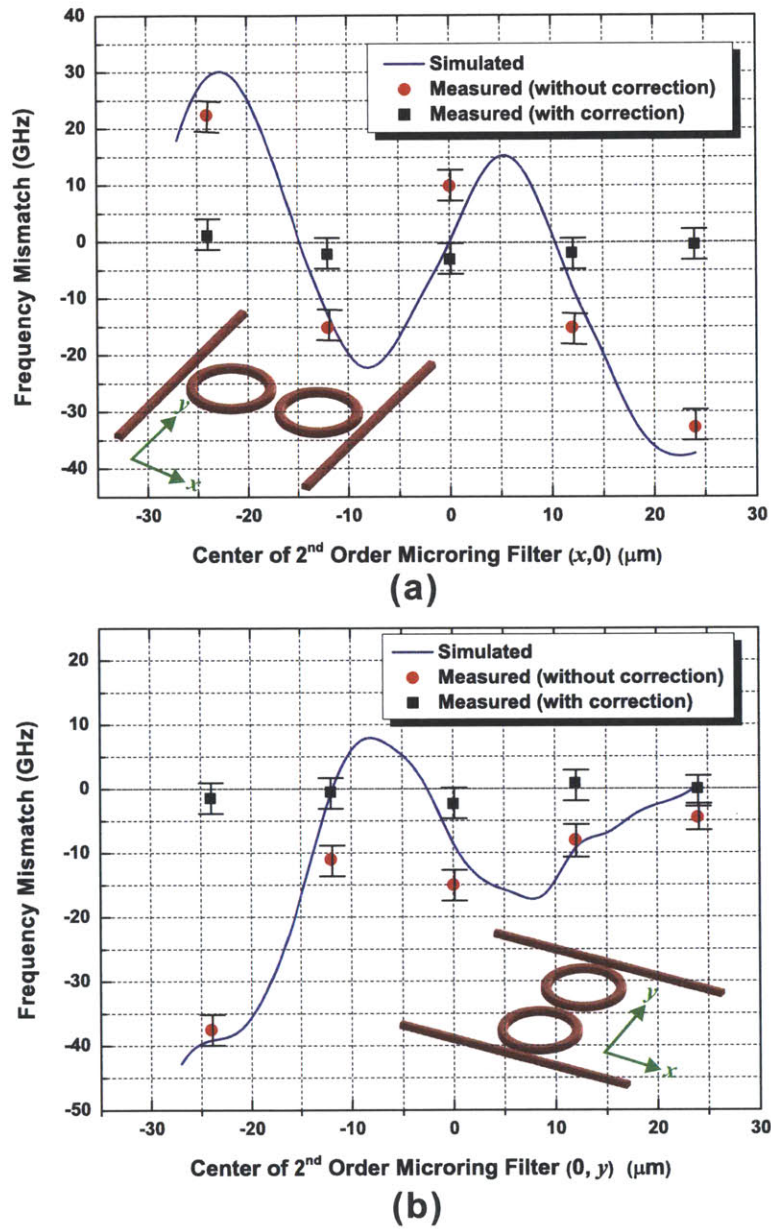 40
30
20
10
0
-10
-20
-30
-40
Frequency Mismatch (GHz)
Simulated
Measured (without correction)
Measured (with correction)
y
x
-30 -20 -10 0 10 20 30
Center of 2nd Order Microring Filter (x,0) (μm)
(a)
20
10
0
-10
-20
-30
-40
-50
Frequency Mismatch (GHz)
Simulated
Measured (without correction)
Measured (with correction)
y
x
-30 -20 -10 0 10 20 30
Center of 2nd Order Microring Filter (0, y) (μm)
(b)